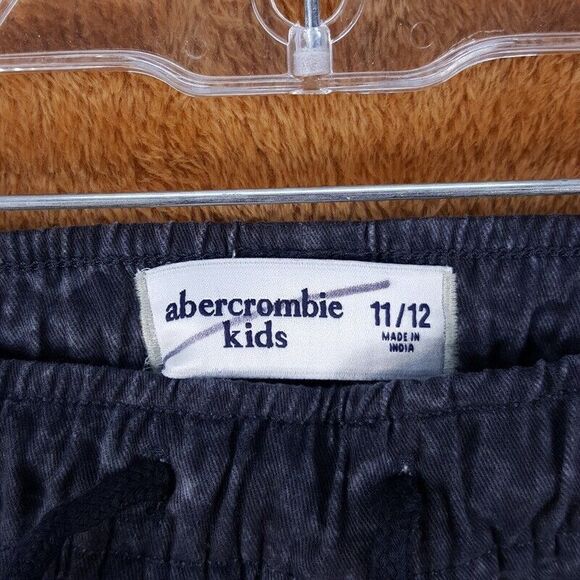 abercrombie
kids
11/12
MADE IN
INDIA